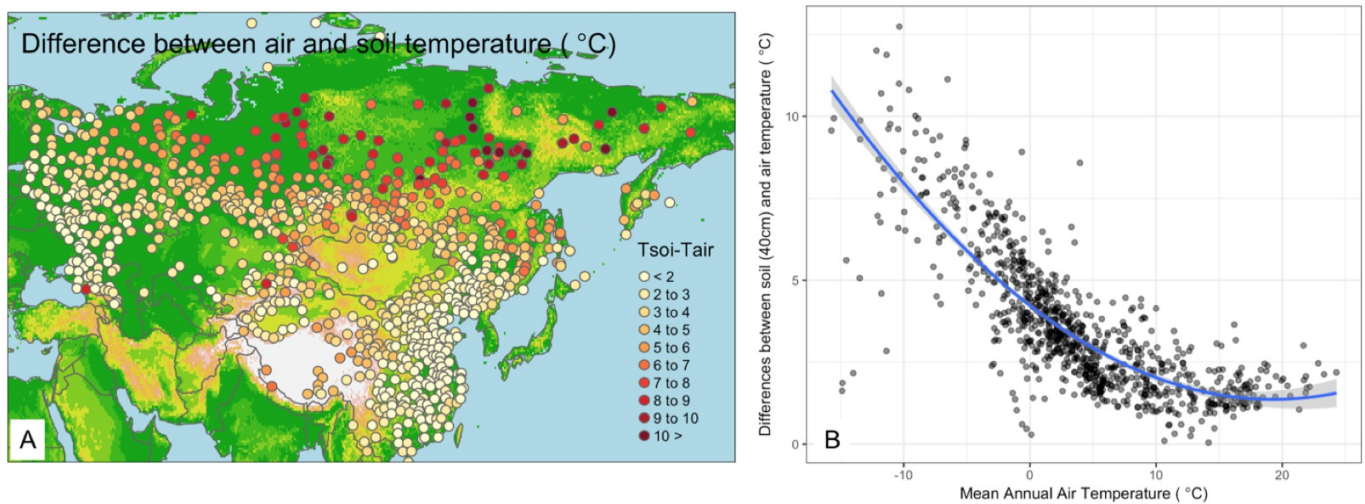 Difference between air and soil temperature ( °C)
Tsoi-Tair
< 2
2 to 3
3 to 4
4 to 5
5 to 6
6 to 7
7 to 8
8 to 9
9 to 10
10 >
A
Differences between soil (40cm) and air temperature ( °C)
10
5
0
B
-10
0
10
20
Mean Annual Air Temperature ( °C)